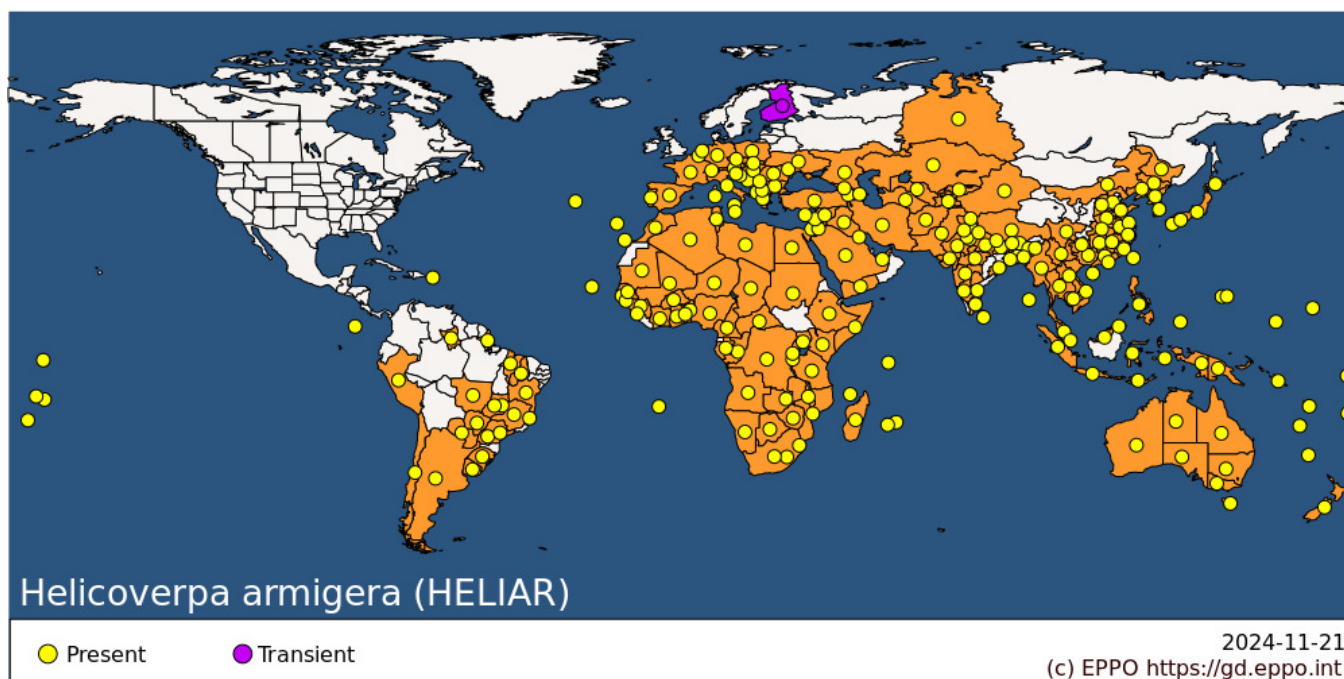 Helicoverpa armigera (HELIAR)
Present
Transient
2024-11-21
(c) EPPO https://gd.eppo.int